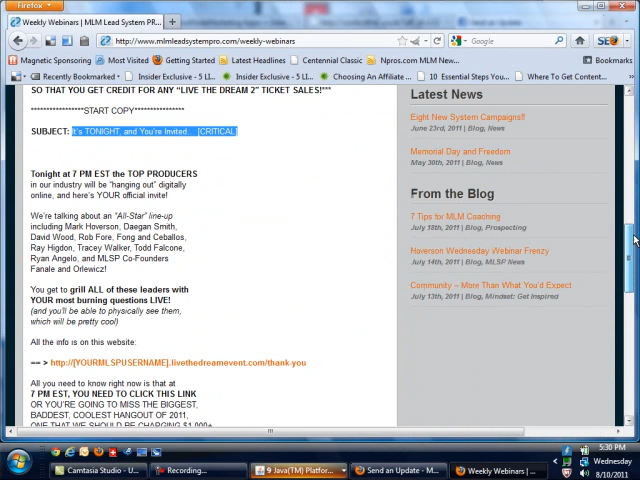 Firefox
Weekly Webinars | MLM Lead System PR...
http://www.mlmleadsystempro.com/weekly-webinars
Google
SEO
Magnetic Sponsoring
Most Visited
Getting Started
Latest Headlines
Centennial Classic
Npros.com MLM New...
Bookmarks
Recently Bookmarked
Insider Exclusive - 5 LI...
Insider Exclusive - 5 LI...
Choosing An Affiliate ...
10 Essential Steps You...
Where To Get Content...
SO THAT YOU GET CREDIT FOR ANY "LIVE THE DREAM 2" TICKET SALES!***
****************START COPY***************
SUBJECT: It's TONIGHT and You're Invited... [CRITICAL]
Tonight at 7 PM EST the TOP PRODUCERS
in our industry will be "hanging out" digitally
online, and here's YOUR official invite!
We're talking about an "All-Star" line-up
including Mark Hoverson, Daegan Smith,
David Wood, Rob Fore, Fong and Ceballos,
Ray Higdon, Tracey Walker, Todd Falcone,
Ryan Angelo, and MLSP Co-Founders
Fanale and Orlewicz!
You get to grill ALL of these leaders with
YOUR most burning questions LIVE!
(and you'll be able to physically see them,
which will be pretty cool)
All the info is on this website:
== > http://[YOURMLSPUSERNAME].livethedreamevent.com/thank-you
All you need to know right now is that at
7 PM EST, YOU NEED TO CLICK THIS LINK
OR YOU'RE GOING TO MISS THE BIGGEST,
BADDEST, COOLEST HANGOUT OF 2011,
ONE THAT WE SHOULD BE CHARGING $1,000+
Latest News
Eight New System Campaigns!!
June 23rd, 2011 | Blog, News
Memorial Day and Freedom
May 30th, 2011 | Blog, News
From the Blog
7 Tips for MLM Coaching
July 18th, 2011 | Blog, Prospecting
Hoverson Wednesday Webinar Frenzy
July 14th, 2011 | Blog, MLSP News
Community – More Than What You'd Expect
July 13th, 2011 | Blog, Mindset: Get Inspired
Camtasia Studio - U...
Recording...
9 Java(TM) Platfor...
Send an Update - M...
Weekly Webinars | ...
5:30 PM
Wednesday
8/10/2011